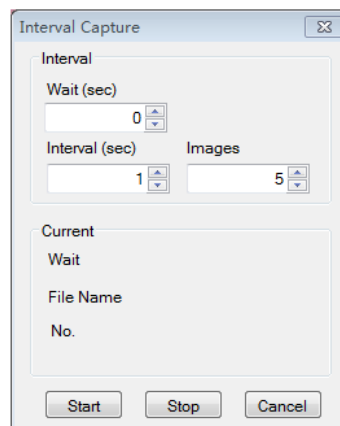 Interval Capture
Interval
Wait (sec)
0
Interval (sec) Images
1 5
Current
Wait
File Name
No.
Start Stop Cancel